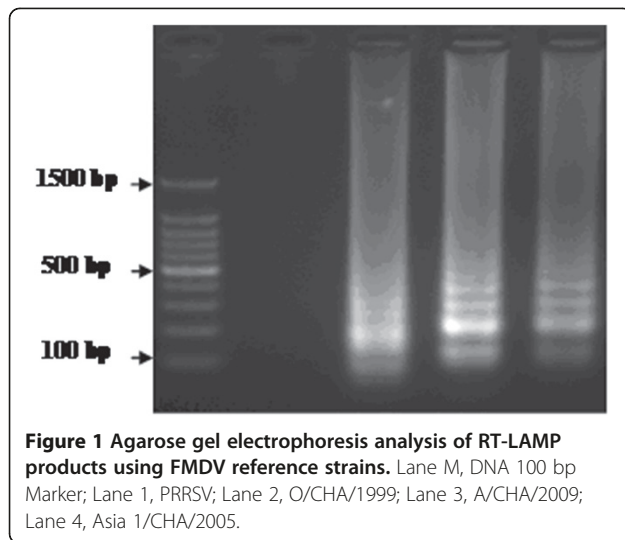 1500 bp
500 bp
100 bp
Figure 1 Agarose gel electrophoresis analysis of RT-LAMP
products using FMDV reference strains. Lane M, DNA 100 bp
Marker; Lane 1, PRRSV; Lane 2, O/CHA/1999; Lane 3, A/CHA/2009;
Lane 4, Asia 1/CHA/2005.